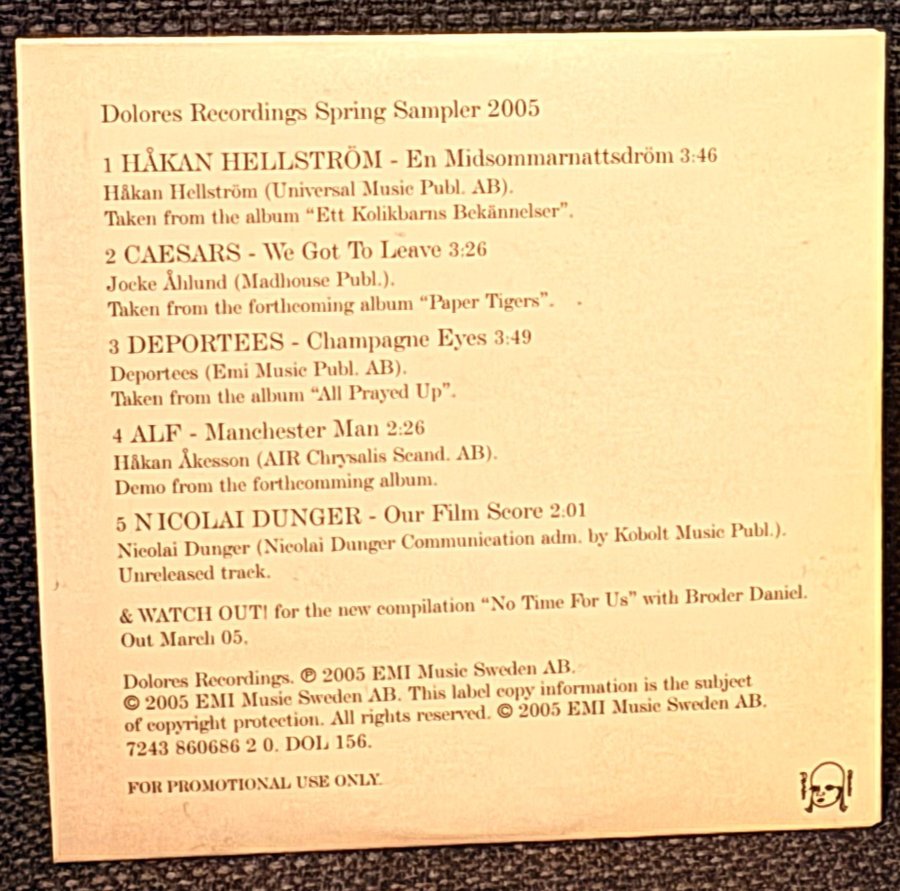 Dolores Recordings Spring Sampler 2005
1 HÅKAN HELLSTRÖM - En Midsommarnattsdröm 3:46
Håkan Hellström (Universal Music Publ. AB).
Taken from the album “Ett Kolikbarns Bekännelser”.
2 CAESARS - We Got To Leave 3:26
Jocke Åhlund (Madhouse Publ.).
Taken from the forthcoming album “Paper Tigers”.
3 DEPORTEES - Champagne Eyes 3:49
Deportees (Emi Music Publ. AB).
Taken from the album “All Prayed Up”.
4 ALF - Manchester Man 2:26
Håkan Åkesson (AIR Chrysalis Scand. AB).
Demo from the forthcomming album.
5 NICOLAI DUNGER - Our Film Score 2.01
Nicolai Dunger (Nicolai Dunger Communication adm. by Kobolt Music Publ.).
Unreleased track.
& WATCH OUT! for the new compilation “No Time For Us” with Broder Daniel.
Out March 05.
Dolores Recordings. ℗ 2005 EMI Music Sweden AB.
© 2005 EMI Music Sweden AB. This label copy information is the subject
of copyright protection. All rights reserved. © 2005 EMI Music Sweden AB.
7243 860686 2 0. DOL 156.
FOR PROMOTIONAL USE ONLY.